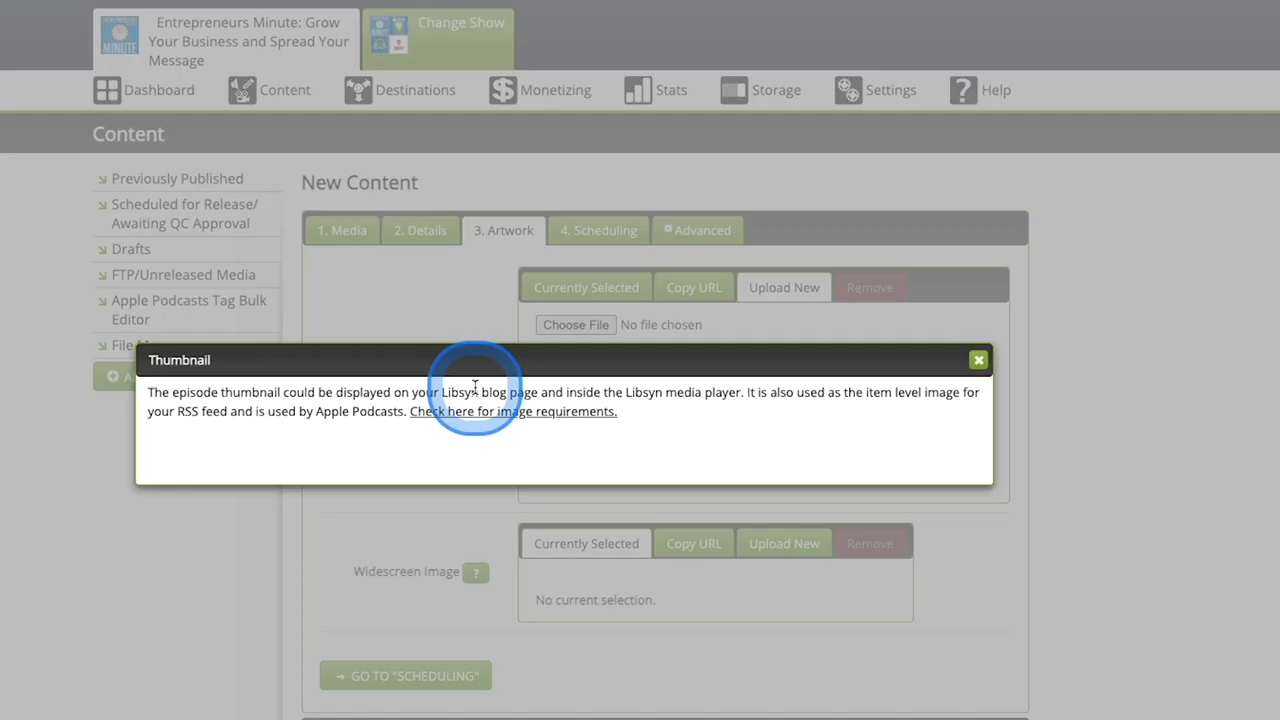 Entrepreneurs Minute: Grow
Your Business and Spread Your
Message
MINUTE
Change Show
Dashboard
Content
Destinations
Monetizing
Stats
Storage
Settings
Help
Content
Previously Published
Scheduled for Release/
Awaiting QC Approval
Drafts
FTP/Unreleased Media
Apple Podcasts Tag Bulk
Editor
File M
A
New Content
1. Media
2. Details
3. Artwork
4. Scheduling
Advanced
Currently Selected
Copy URL
Upload New
Remove
Choose File No file chosen
Thumbnail
The episode thumbnail could be displayed on your Libsyn blog page and inside the Libsyn media player. It is also used as the item level image for
your RSS feed and is used by Apple Podcasts. Check here for image requirements.
Currently Selected
Copy URL
Upload New
Remove
Widescreen Image ?
No current selection.
GO TO "SCHEDULING"